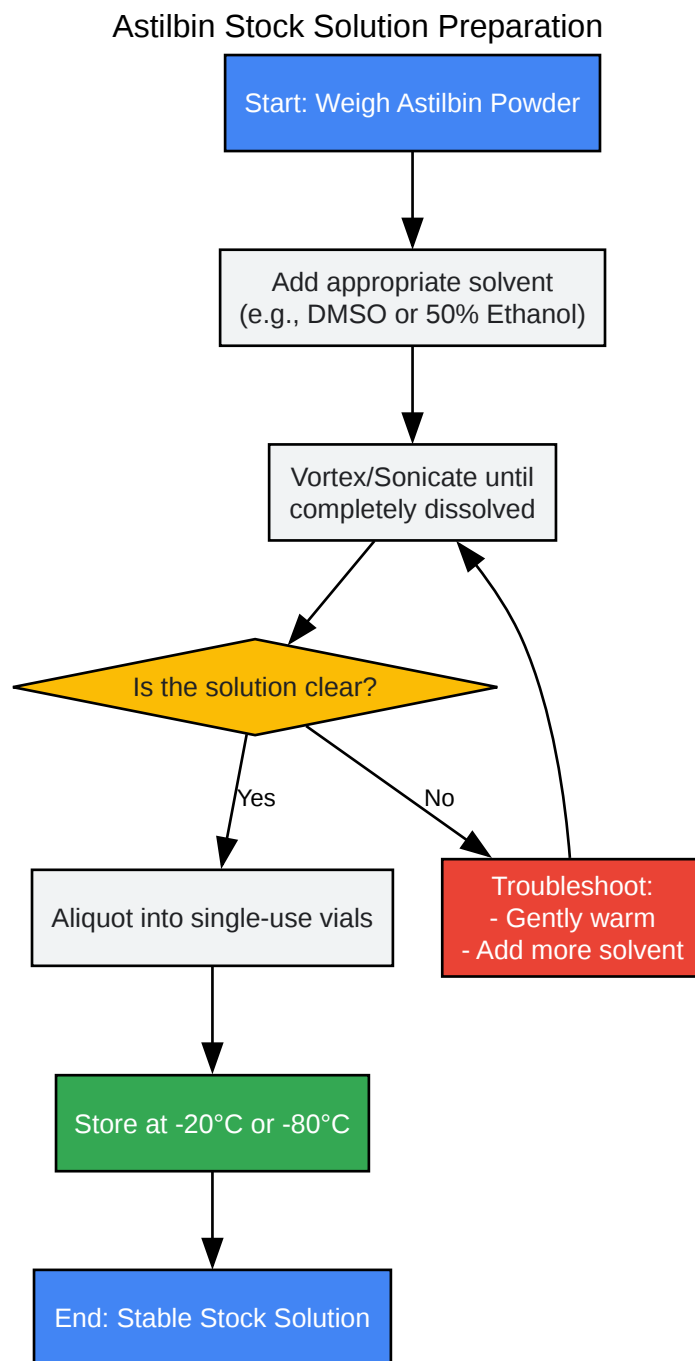 Astilbin Stock Solution Preparation
Start: Weigh Astilbin Powder
Add appropriate solvent
(e.g., DMSO or 50% Ethanol)
Vortex/Sonicate until
completely dissolved
Is the solution clear?
Yes
No
Aliquot into single-use vials
Troubleshoot:
- Gently warm
- Add more solvent
Store at -20°C or -80°C
End: Stable Stock Solution